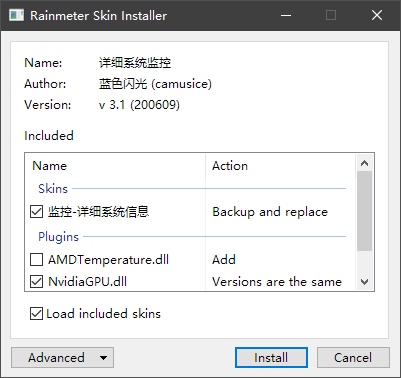 Rainmeter Skin Installer
Name: 详细系统监控
Author: 蓝色闪光 (camusice)
Version: v 3.1 (200609)
Included
Name Action
Skins
监控-详细系统信息 Backup and replace
Plugins
AMDTemperature.dll Add
NvidiaGPU.dll Versions are the same
Load included skins
Advanced Install Cancel